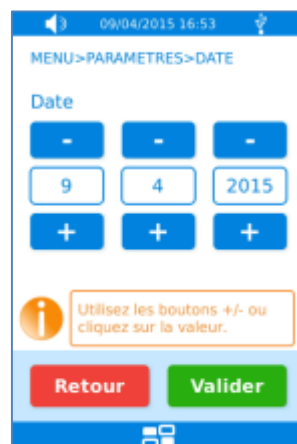 09/04/2015 16:53
MENU>PARAMETRES>DATE
Date
- - -
9 4 2015
+ + +
Utilisez les boutons +/- ou
cliquez sur la valeur.
Retour Valider